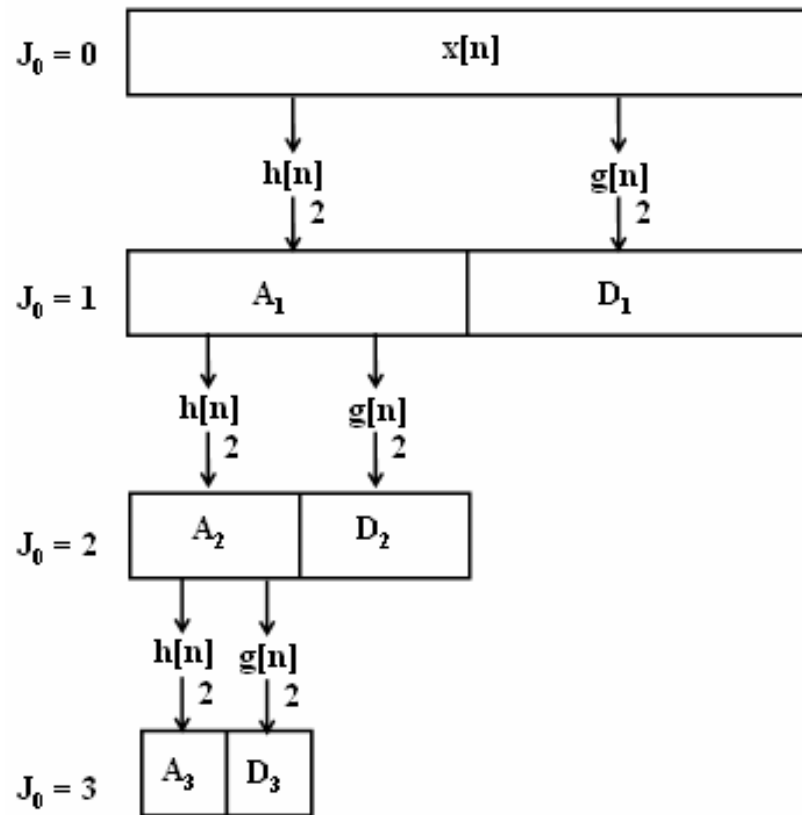 J₀ = 0
x[n]
h[n] g[n]
2 2
J₀ = 1
A₁ D₁
h[n] g[n]
2 2
J₀ = 2
A₂ D₂
h[n] g[n]
2 2
J₀ = 3
A₃ D₃